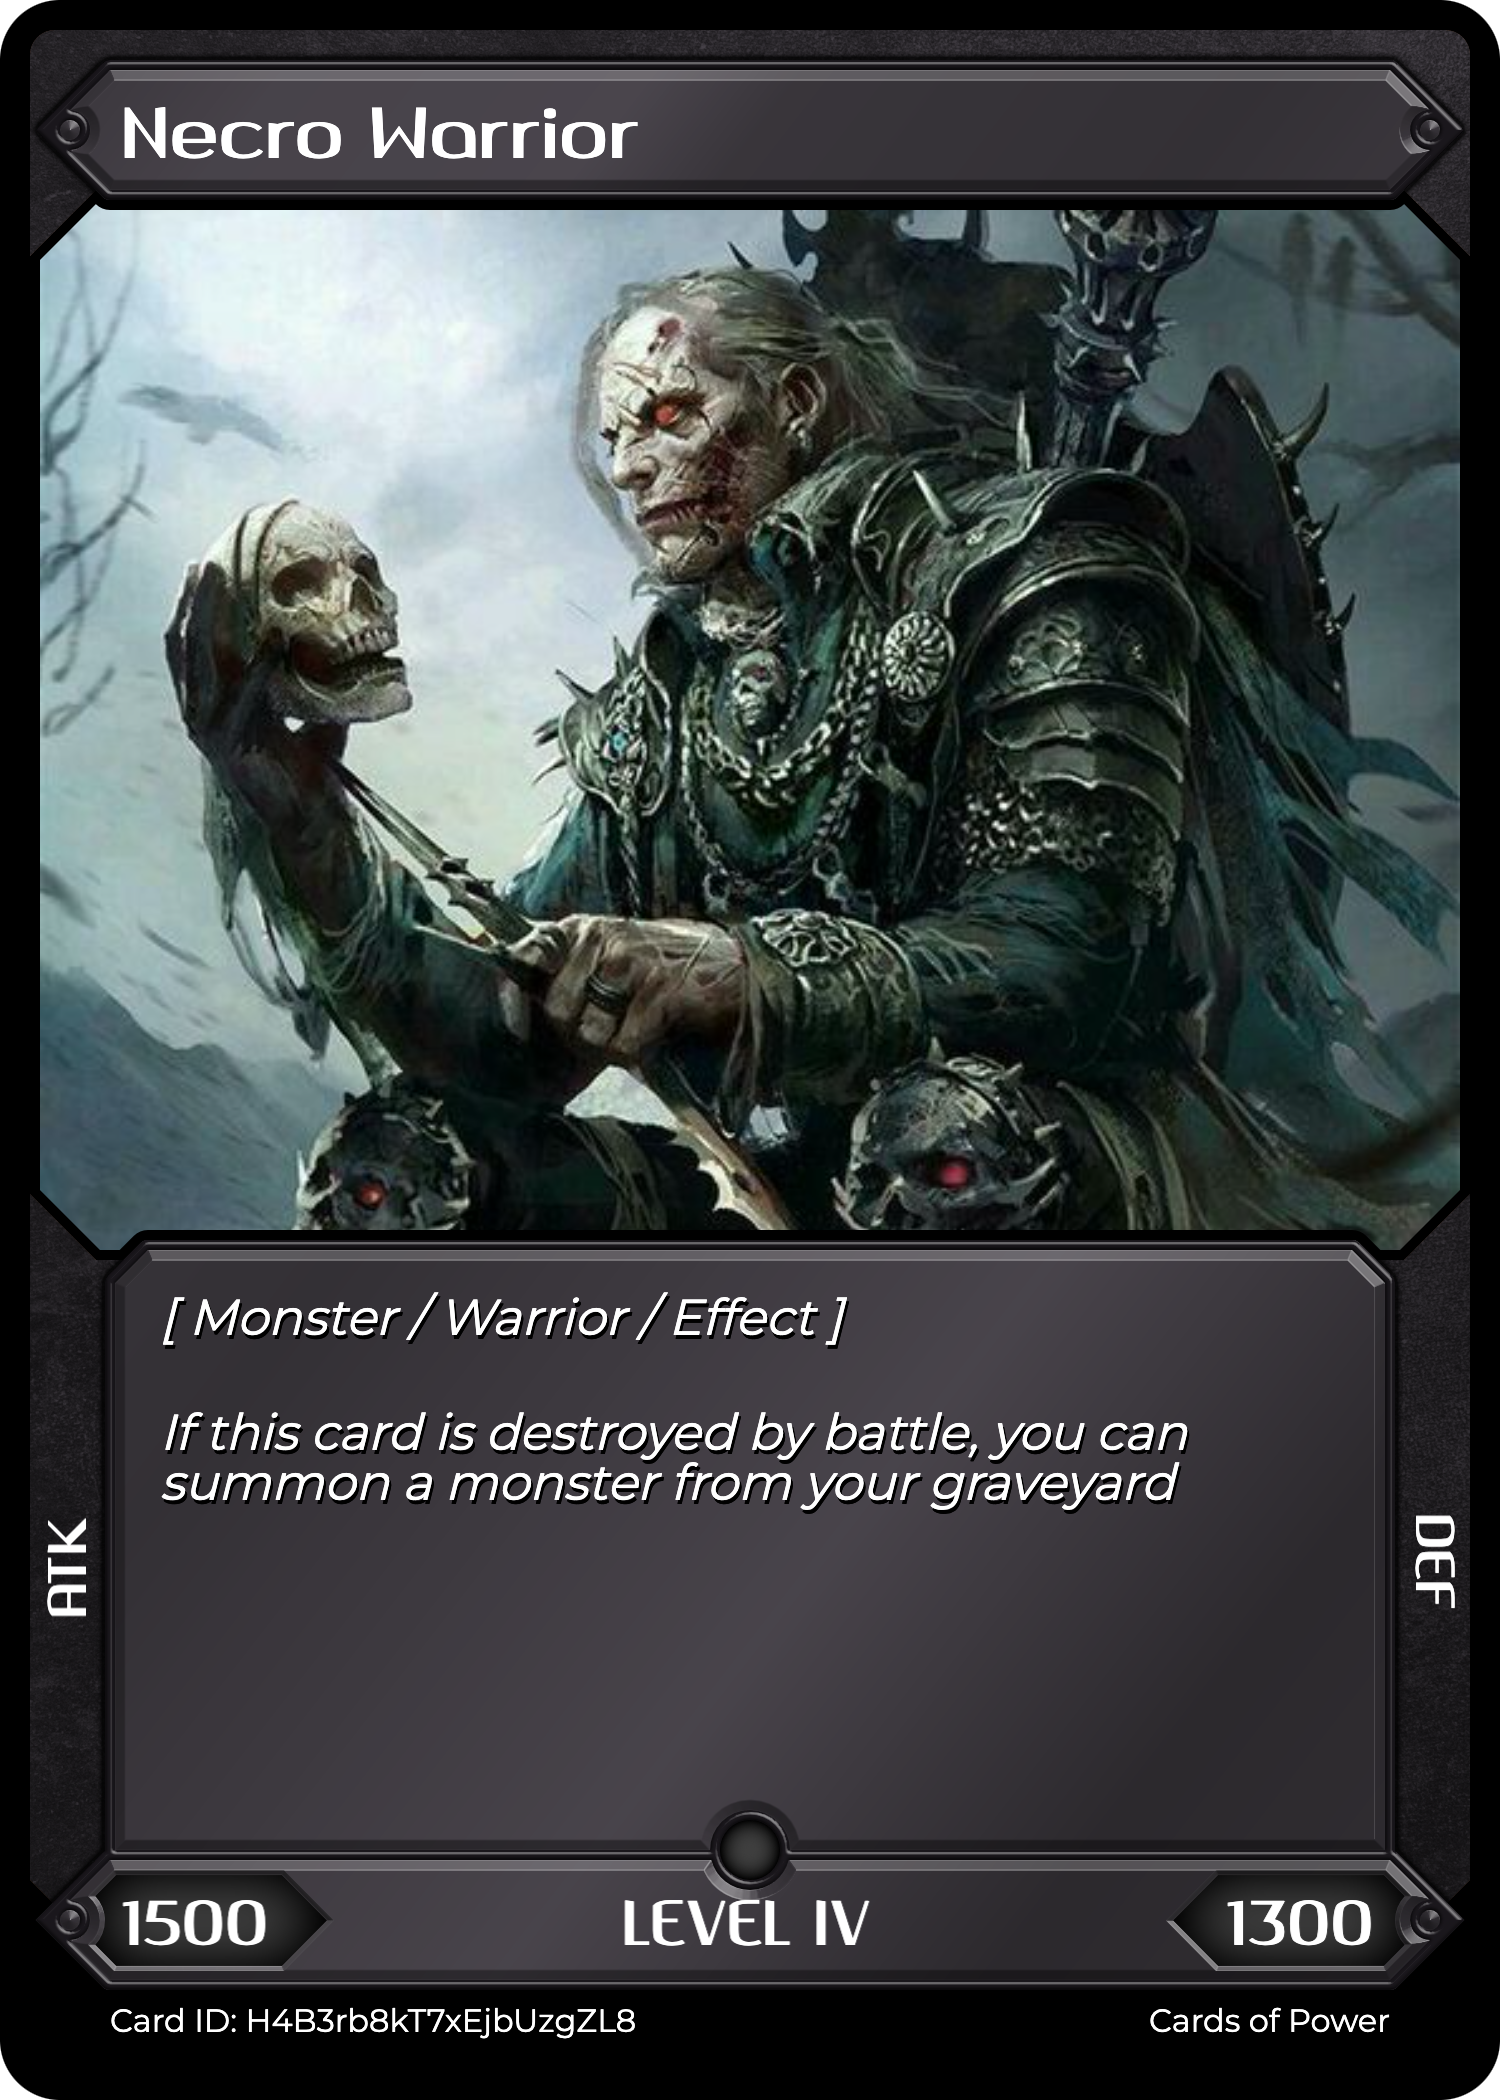 Necro Warrior
[ Monster / Warrior / Effect ]
If this card is destroyed by battle, you can
summon a monster from your graveyard
ATK
DEF
1500
LEVEL IV
1300
Card ID: H4B3rb8kT7xEjbUzgZL8
Cards of Power